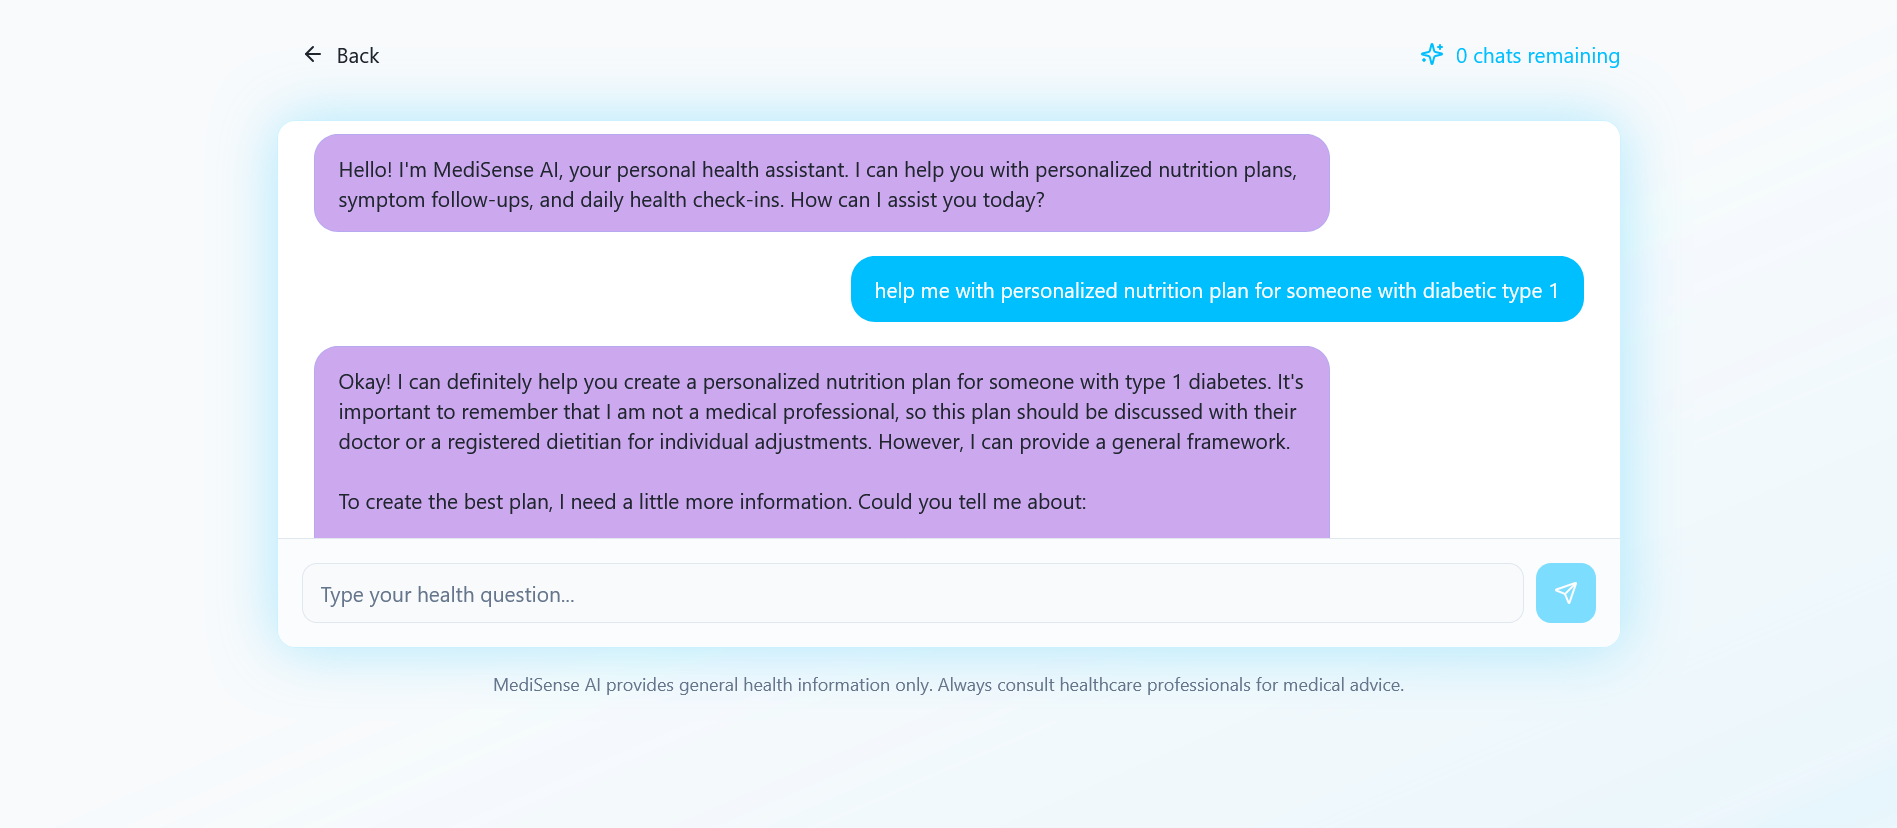 Back
0 chats remaining
Hello! I'm MediSense AI, your personal health assistant. I can help you with personalized nutrition plans,
symptom follow-ups, and daily health check-ins. How can I assist you today?
help me with personalized nutrition plan for someone with diabetic type 1
Okay! I can definitely help you create a personalized nutrition plan for someone with type 1 diabetes. It's
important to remember that I am not a medical professional, so this plan should be discussed with their
doctor or a registered dietitian for individual adjustments. However, I can provide a general framework.
To create the best plan, I need a little more information. Could you tell me about:
Type your health question...
MediSense AI provides general health information only. Always consult healthcare professionals for medical advice.